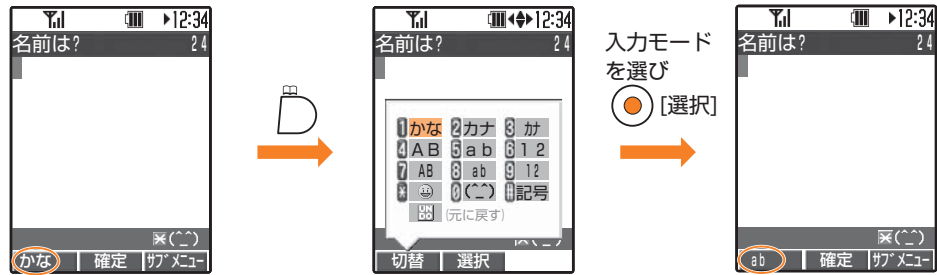 ▶12:34
名前は? 24
(^_^)
かな 確定 ｻﾌﾞﾒﾆｭｰ
▶12:34
名前は? 24
1かな 2カナ 3ｶﾅ
4ＡＢ 5ａｂ 6１２
7AB 8ab 912
* 0(^_^) #記号
UNDO (元に戻す)
切替 選択
入力モード
を選び
[選択]
▶12:34
名前は? 24
(^_^)
ab 確定 ｻﾌﾞﾒﾆｭｰ